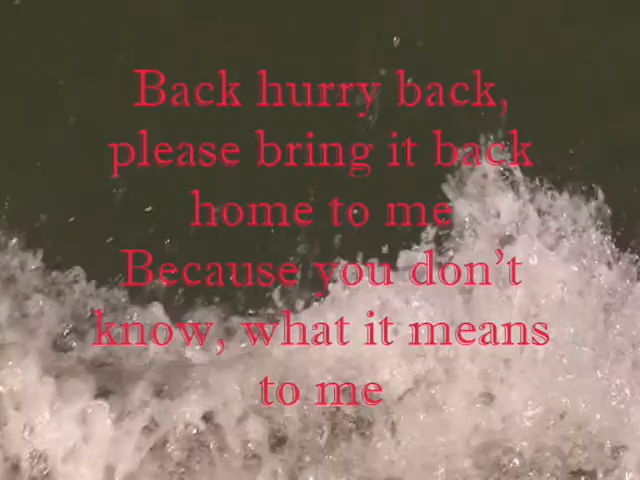 Back hurry back,
please bring it back
home to me
Because you don't
know, what it means
to me